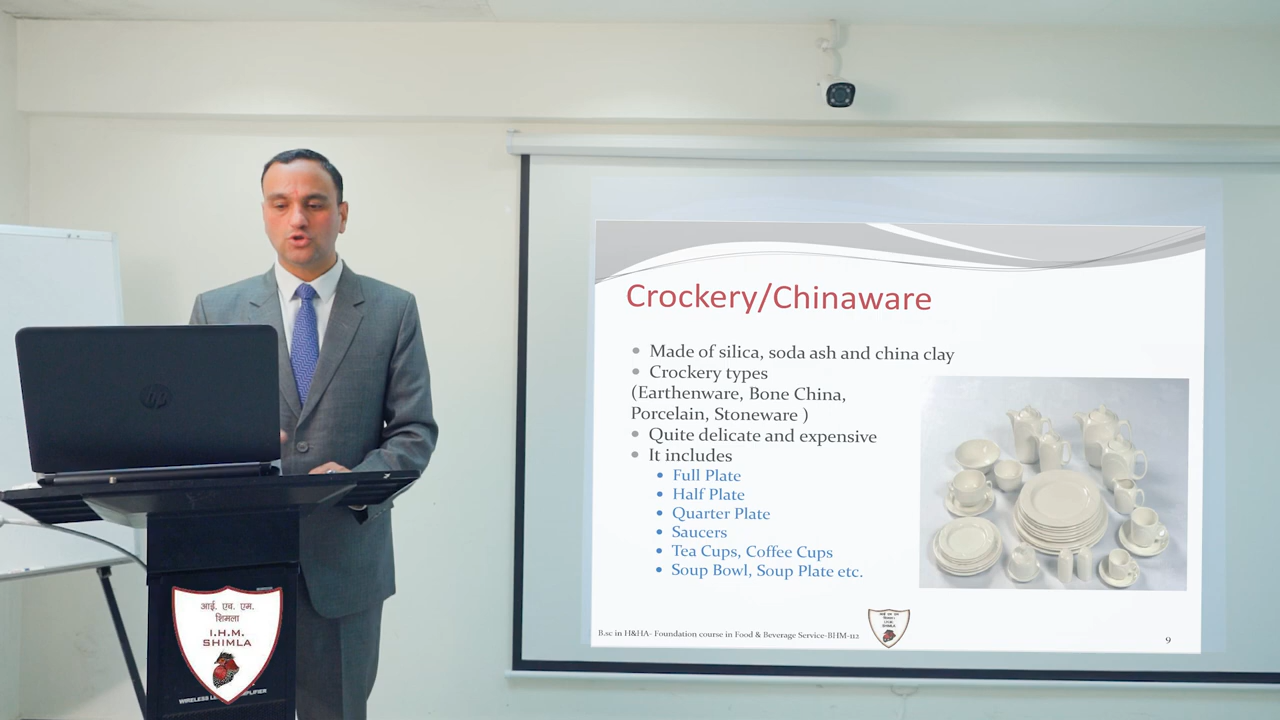 Crockery/Chinaware
Made of silica, soda ash and china clay
Crockery types
(Earthenware, Bone China,
Porcelain, Stoneware )
Quite delicate and expensive
It includes
Full Plate
Half Plate
Quarter Plate
Saucers
Tea Cups, Coffee Cups
Soup Bowl, Soup Plate etc.
B.sc in H&HA- Foundation course in Food & Beverage Service-BHM-112
9
hp
आई. एच. एम.
शिमला
I.H.M.
SHIMLA